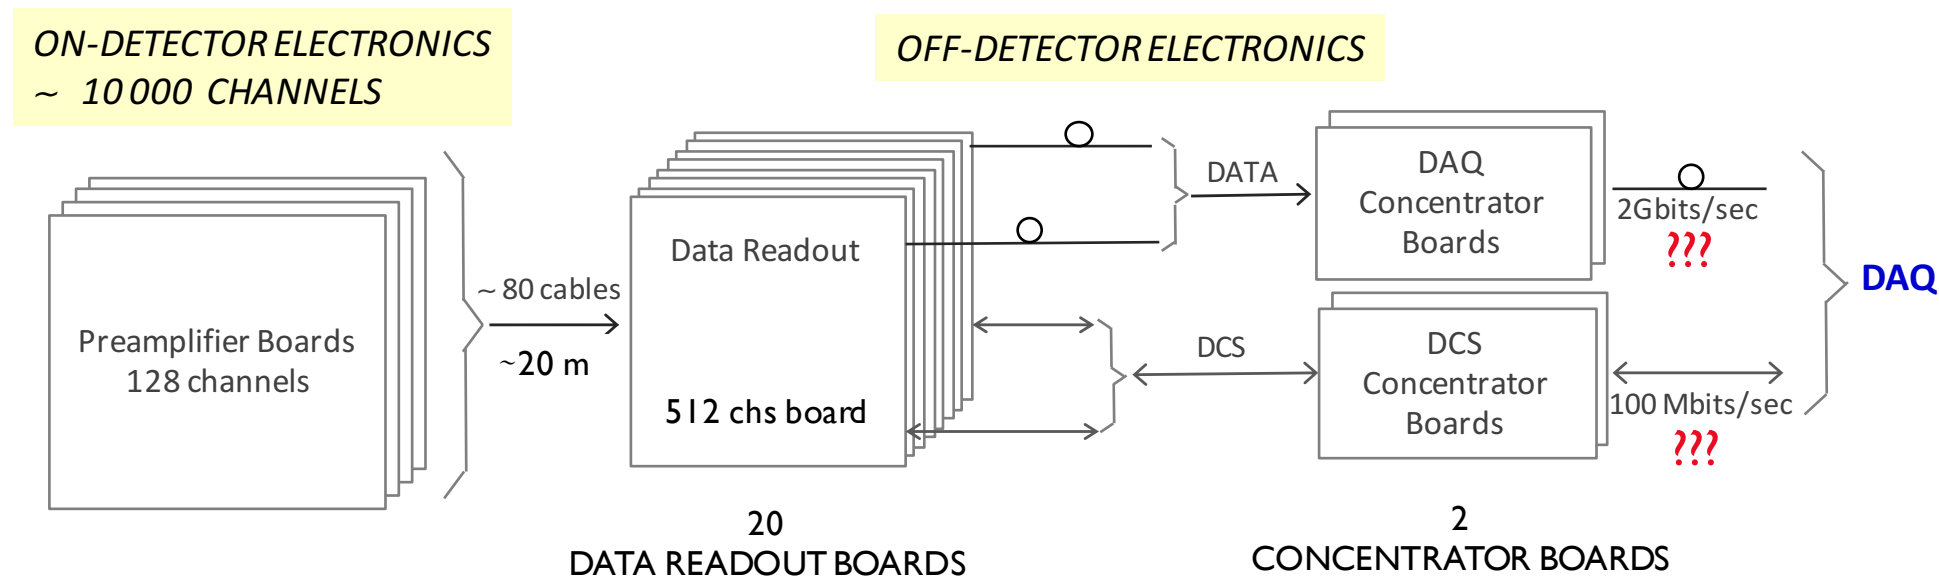 ON-DETECTOR ELECTRONICS
~ 10 000 CHANNELS
OFF-DETECTOR ELECTRONICS
Preamplifier Boards
128 channels
~ 80 cables
~20 m
Data Readout
512 chs board
20
DATA READOUT BOARDS
DATA
DCS
DAQ
Concentrator
Boards
DCS
Concentrator
Boards
2
CONCENTRATOR BOARDS
2Gbits/sec
???
100 Mbits/sec
???
DAQ